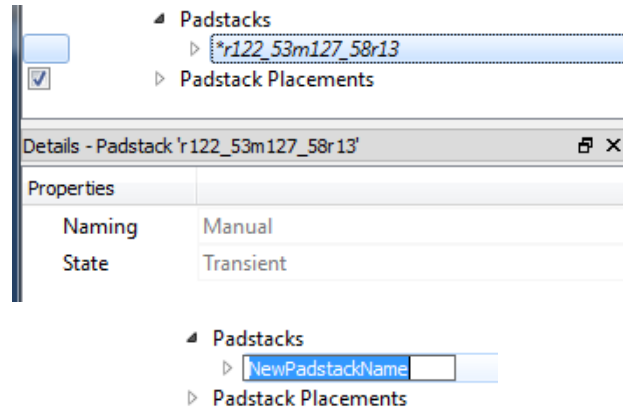 Padstacks
*r122_53m127_58r13
Padstack Placements
Details - Padstack 'r122_53m127_58r13'
Properties
Naming Manual
State Transient
Padstacks
NewPadstackName
Padstack Placements